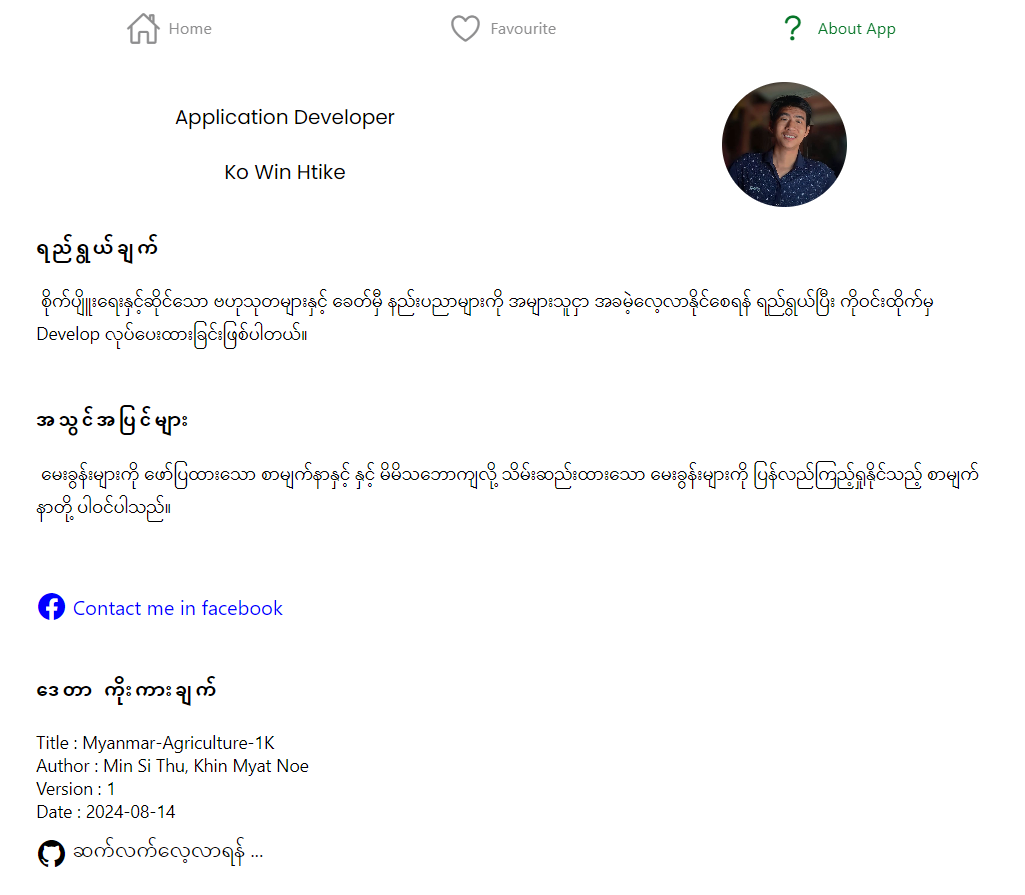 Home Favourite About App
Application Developer
Ko Win Htike
ရည်ရွယ်ချက်
စိုက်ပျိုးရေးနှင့်ဆိုင်သော ဗဟုသုတများနှင့် ခေတ်မှီ နည်းပညာများကို အများသူငှာ အခမဲ့လေ့လာနိုင်စေရန် ရည်ရွယ်ပြီး ကိုဝင်းထိုက်မှ
Develop လုပ်ပေးထားခြင်းဖြစ်ပါတယ်။
အသွင်အပြင်များ
မေးခွန်းများကို ဖော်ပြထားသော စာမျက်နှာနှင့် နှင့် မိမိသဘောကျလို့ သိမ်းဆည်းထားသော မေးခွန်းများကို ပြန်လည်ကြည့်ရှုနိုင်သည့် စာမျက်
နှာတို့ ပါဝင်ပါသည်။
Contact me in facebook
ဒေတာ ကိုးကားချက်
Title : Myanmar-Agriculture-1K
Author : Min Si Thu, Khin Myat Noe
Version : 1
Date : 2024-08-14
ဆက်လက်လေ့လာရန် ...